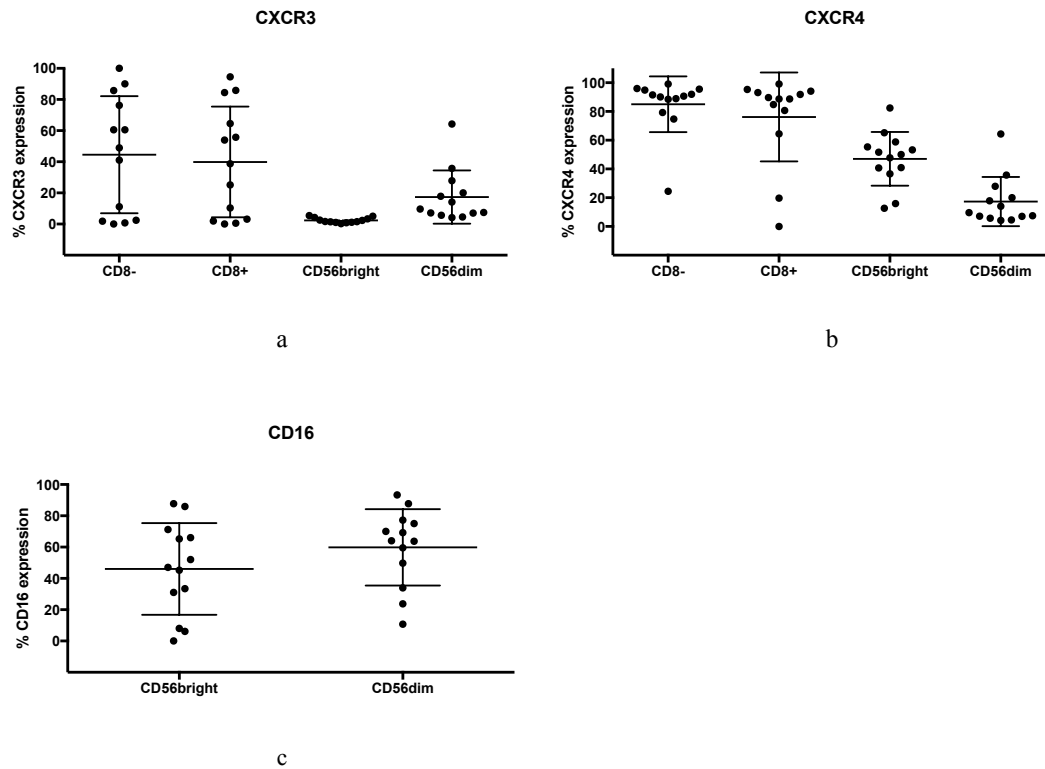 CXCR3
% CXCR3 expression
100
80
60
40
20
0
CD8-
CD8+
CD56bright
CD56dim
a
CXCR4
% CXCR4 expression
100
80
60
40
20
0
CD8-
CD8+
CD56bright
CD56dim
b
CD16
% CD16 expression
100
80
60
40
20
0
CD56bright
CD56dim
c